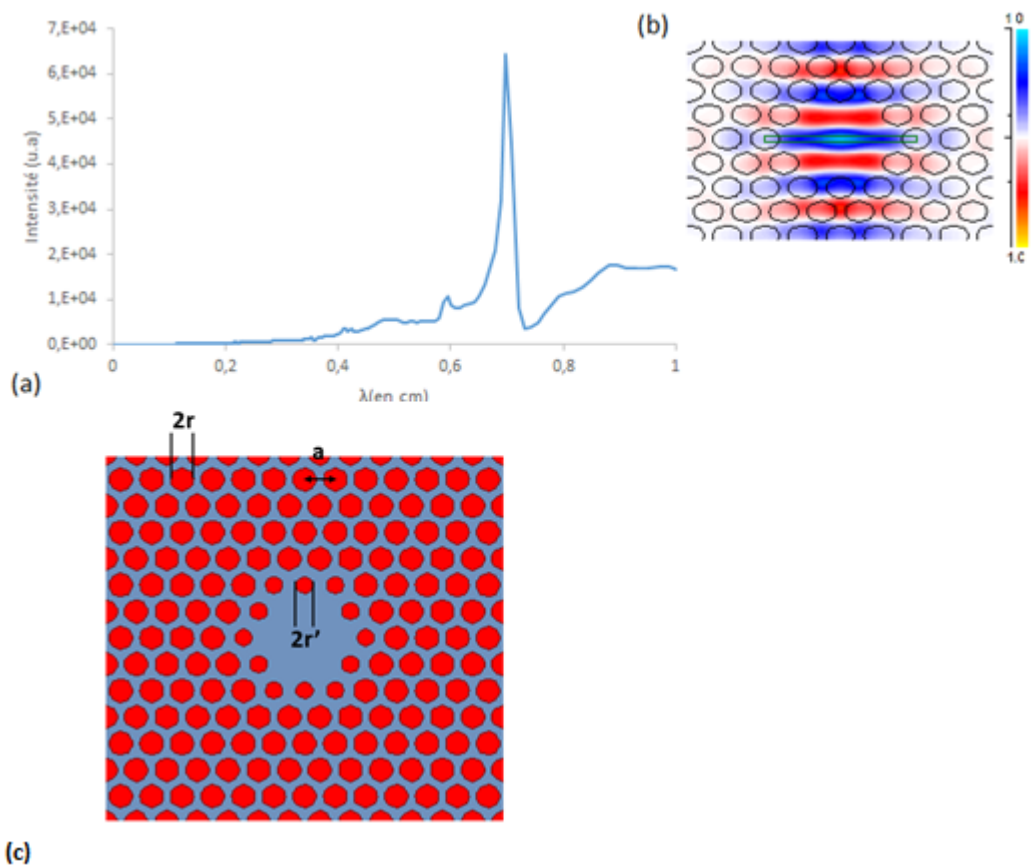 7,E+04
6,E+04
5,E+04
4,E+04
3,E+04
2,E+04
1,E+04
0,E+00
Intensité (u.a)
0
0,2
0,4
0,6
0,8
1
λ(en cm)
(a)
(b)
1 0
1.C
2r
a
2r’
(c)